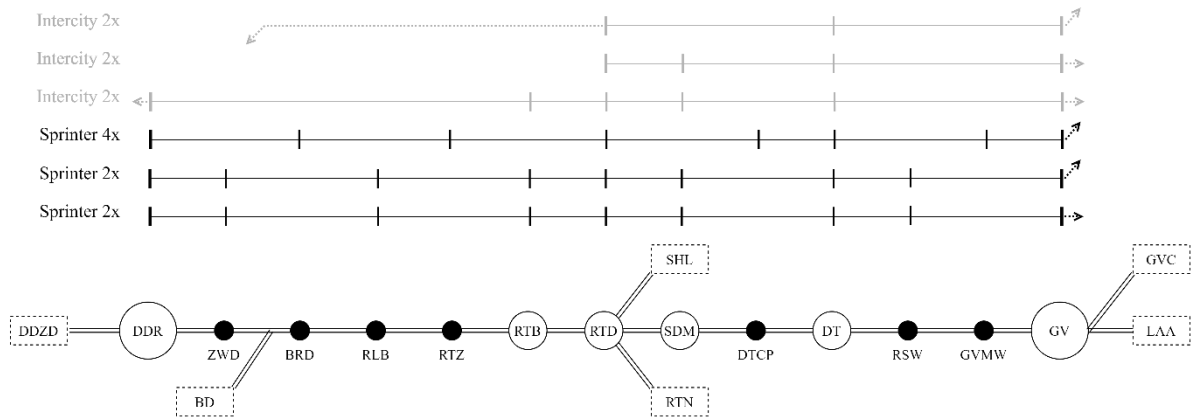 Intercity 2x
Intercity 2x
Intercity 2x
Sprinter 4x
Sprinter 2x
Sprinter 2x
SHL
GVC
DDZD
DDR
RTB
RTD
SDM
DT
GV
LAA
ZWD
BRD
RLB
RTZ
DTCP
RSW
GVMW
BD
RTN